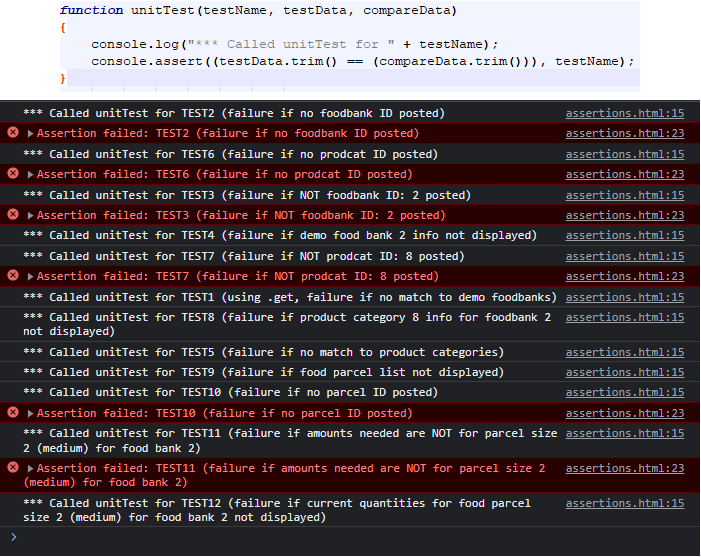 function unitTest(testName, testData, compareData)
{
console.log("*** Called unitTest for " + testName);
console.assert((testData.trim() == (compareData.trim())), testName);
}
*** Called unitTest for TEST2 (failure if no foodbank ID posted) assertions.html:15
Assertion failed: TEST2 (failure if no foodbank ID posted) assertions.html:23
*** Called unitTest for TEST6 (failure if no prodcat ID posted) assertions.html:15
Assertion failed: TEST6 (failure if no prodcat ID posted) assertions.html:23
*** Called unitTest for TEST3 (failure if NOT foodbank ID: 2 posted) assertions.html:15
Assertion failed: TEST3 (failure if NOT foodbank ID: 2 posted) assertions.html:23
*** Called unitTest for TEST4 (failure if demo food bank 2 info not displayed) assertions.html:15
*** Called unitTest for TEST7 (failure if NOT prodcat ID: 8 posted) assertions.html:15
Assertion failed: TEST7 (failure if NOT prodcat ID: 8 posted) assertions.html:23
*** Called unitTest for TEST1 (using .get, failure if no match to demo foodbanks) assertions.html:15
*** Called unitTest for TEST8 (failure if product category 8 info for foodbank 2 assertions.html:15
not displayed)
*** Called unitTest for TEST5 (failure if no match to product categories) assertions.html:15
*** Called unitTest for TEST9 (failure if food parcel list not displayed) assertions.html:15
*** Called unitTest for TEST10 (failure if no parcel ID posted) assertions.html:15
Assertion failed: TEST10 (failure if no parcel ID posted) assertions.html:23
*** Called unitTest for TEST11 (failure if amounts needed are NOT for parcel size assertions.html:15
2 (medium) for food bank 2)
Assertion failed: TEST11 (failure if amounts needed are NOT for parcel size 2 assertions.html:23
(medium) for food bank 2)
*** Called unitTest for TEST12 (failure if current quantities for food parcel assertions.html:15
size 2 (medium) for food bank 2 not displayed)